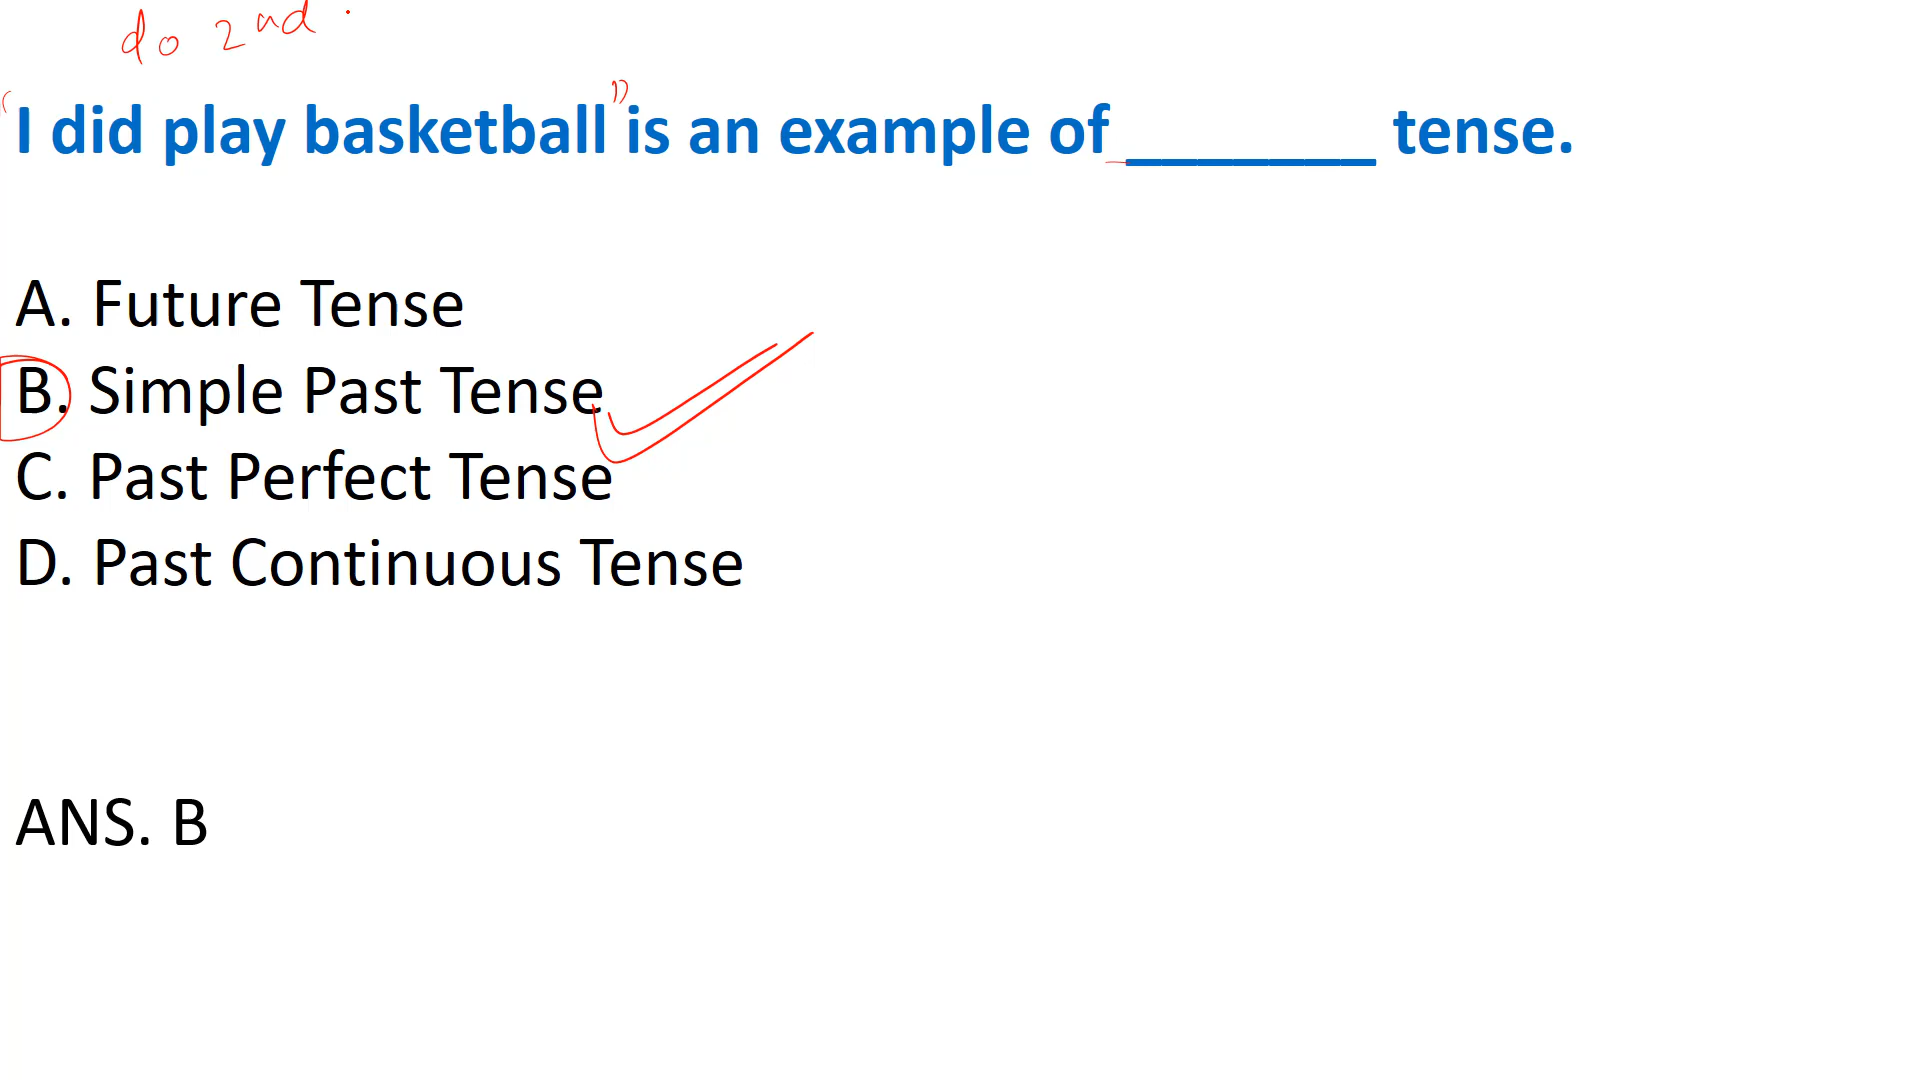 do 2nd .
"I did play basketball" is an example of _______ tense.
A. Future Tense
B. Simple Past Tense
C. Past Perfect Tense
D. Past Continuous Tense
ANS. B